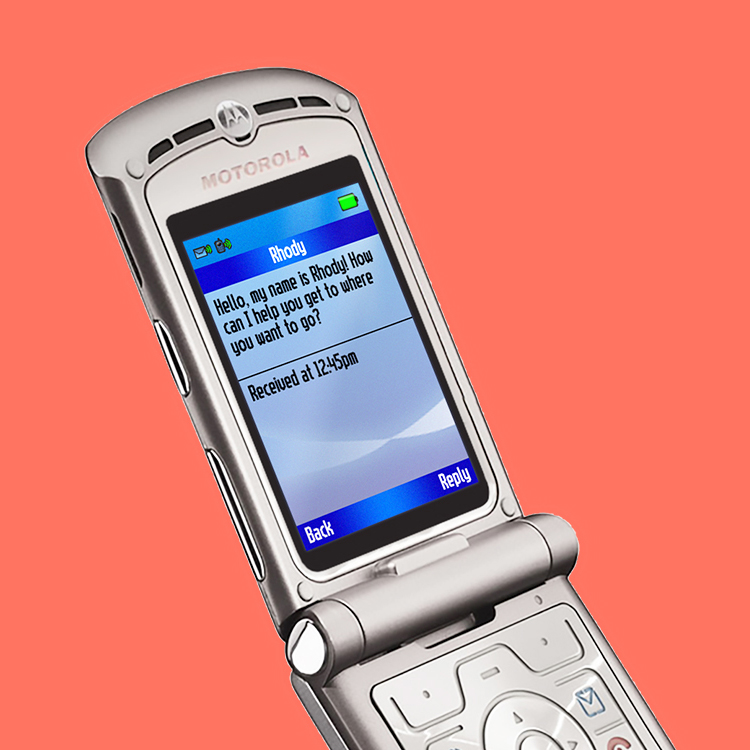 MOTOROLA
Rhody
Hello, my name is Rhody! How
can I help you get to where
you want to go?
Received at 12:45pm
Reply
Back